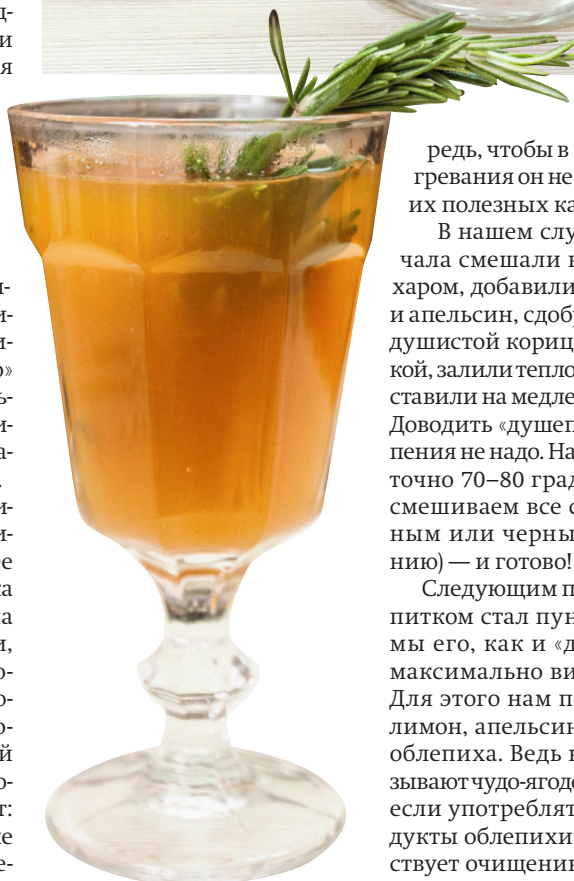 д-
и
я
и-
и-
о»
ь-
и-
а-
.
и-
и-
е
а
а
и,
о-
о-
о-
й
о-
т:
е
е-
редь, чтобы в
гревания он не
их полезных ка
В нашем слу
чала смешали
харом, добавили
и апельсин, сдоб
душистой кориц
кой, залили тепло
ставили на медле
Доводить «душеп
пения не надо. На
точно 70–80 град
смешиваем все с
ным или черны
нию) — и готово!
Следующим п
питком стал пун
мы его, как и «д
максимально ви
Для этого нам п
лимон, апельсин
облепиха. Ведь
зывают чудо-ягодо
если употреблят
дукты облепихи
ствует очищени